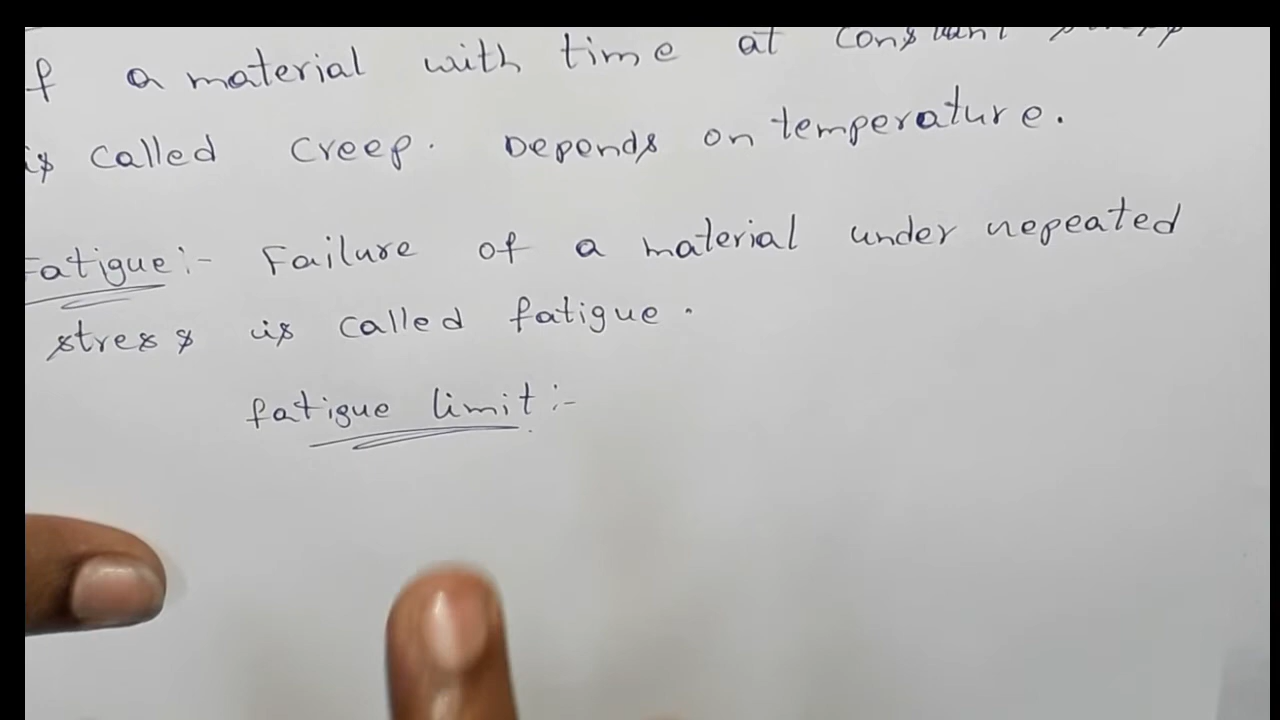 f a material with time at constant
is called creep. Depends on temperature.
Fatigue:- Failure of a material under repeated
stress is called fatigue.
fatigue limit:-